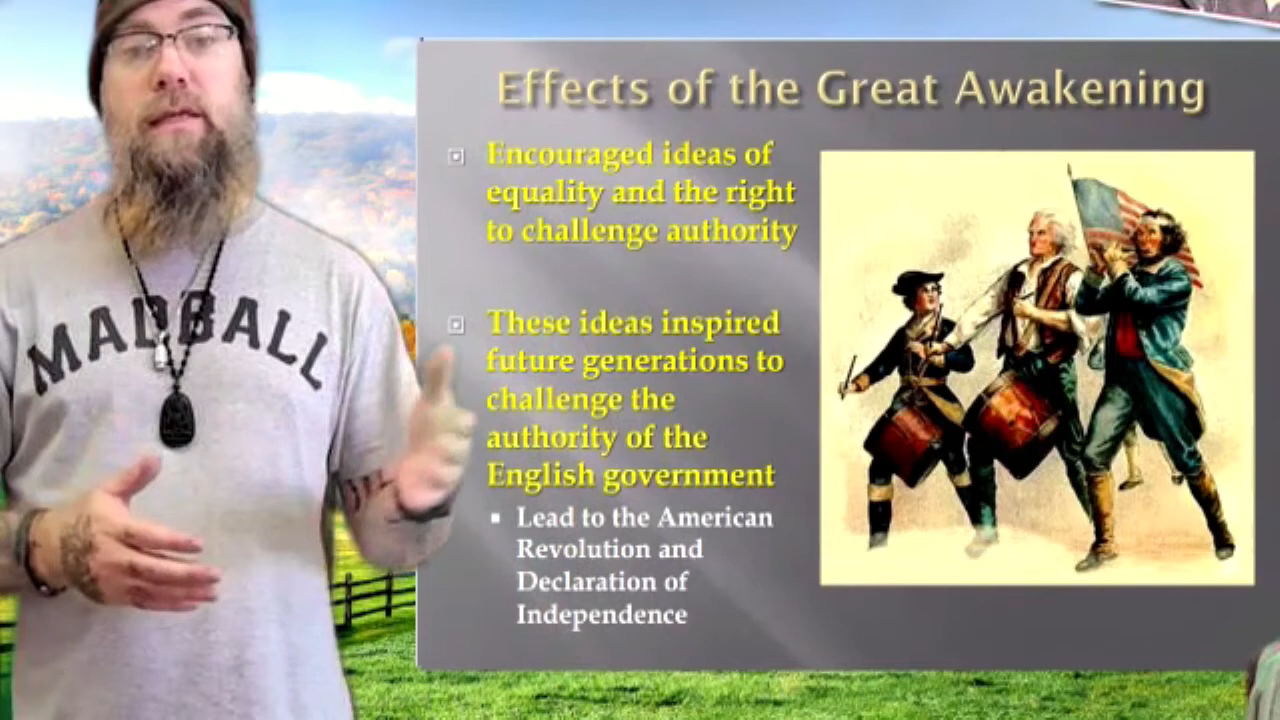 Effects of the Great Awakening
Encouraged ideas of
equality and the right
to challenge authority
These ideas inspired
future generations to
challenge the
authority of the
English government
Lead to the American
Revolution and
Declaration of
Independence
MADBALL